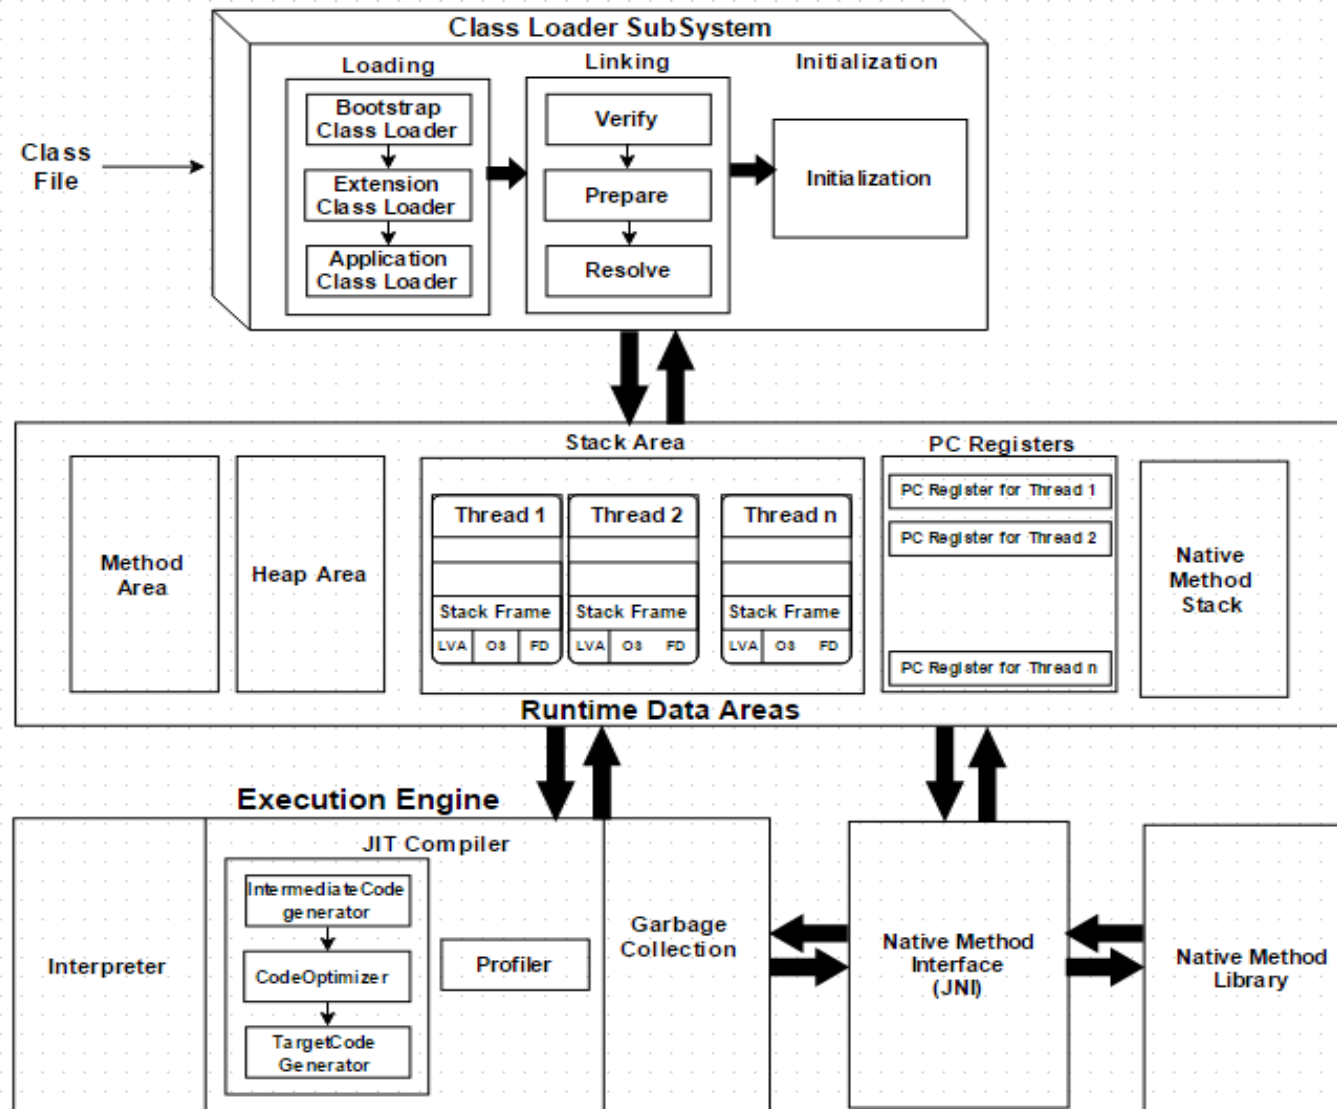 Class Loader SubSystem
Loading
Linking
Initialization
Bootstrap
Class Loader
Verify
Class
File
Initialization
Extension
Class Loader
Prepare
Application
Class Loader
Resolve
Stack Area
PC Registers
PC Register for Thread 1
Thread 1
Thread 2
Thread n
PC Register for Thread 2
Method
Area
Heap Area
Native
Method
Stack
Stack Frame
Stack Frame
Stack Frame
LVA
OS
FD
LVA
OS
FD
LVA
OS
FD
PC Register for Thread n
Runtime Data Areas
Execution Engine
JIT Compiler
IntermediateCode
generator
Garbage
Collection
Native Method
Interface
(JNI)
Interpreter
CodeOptimizer
Profiler
Native Method
Library
TargetCode
Generator